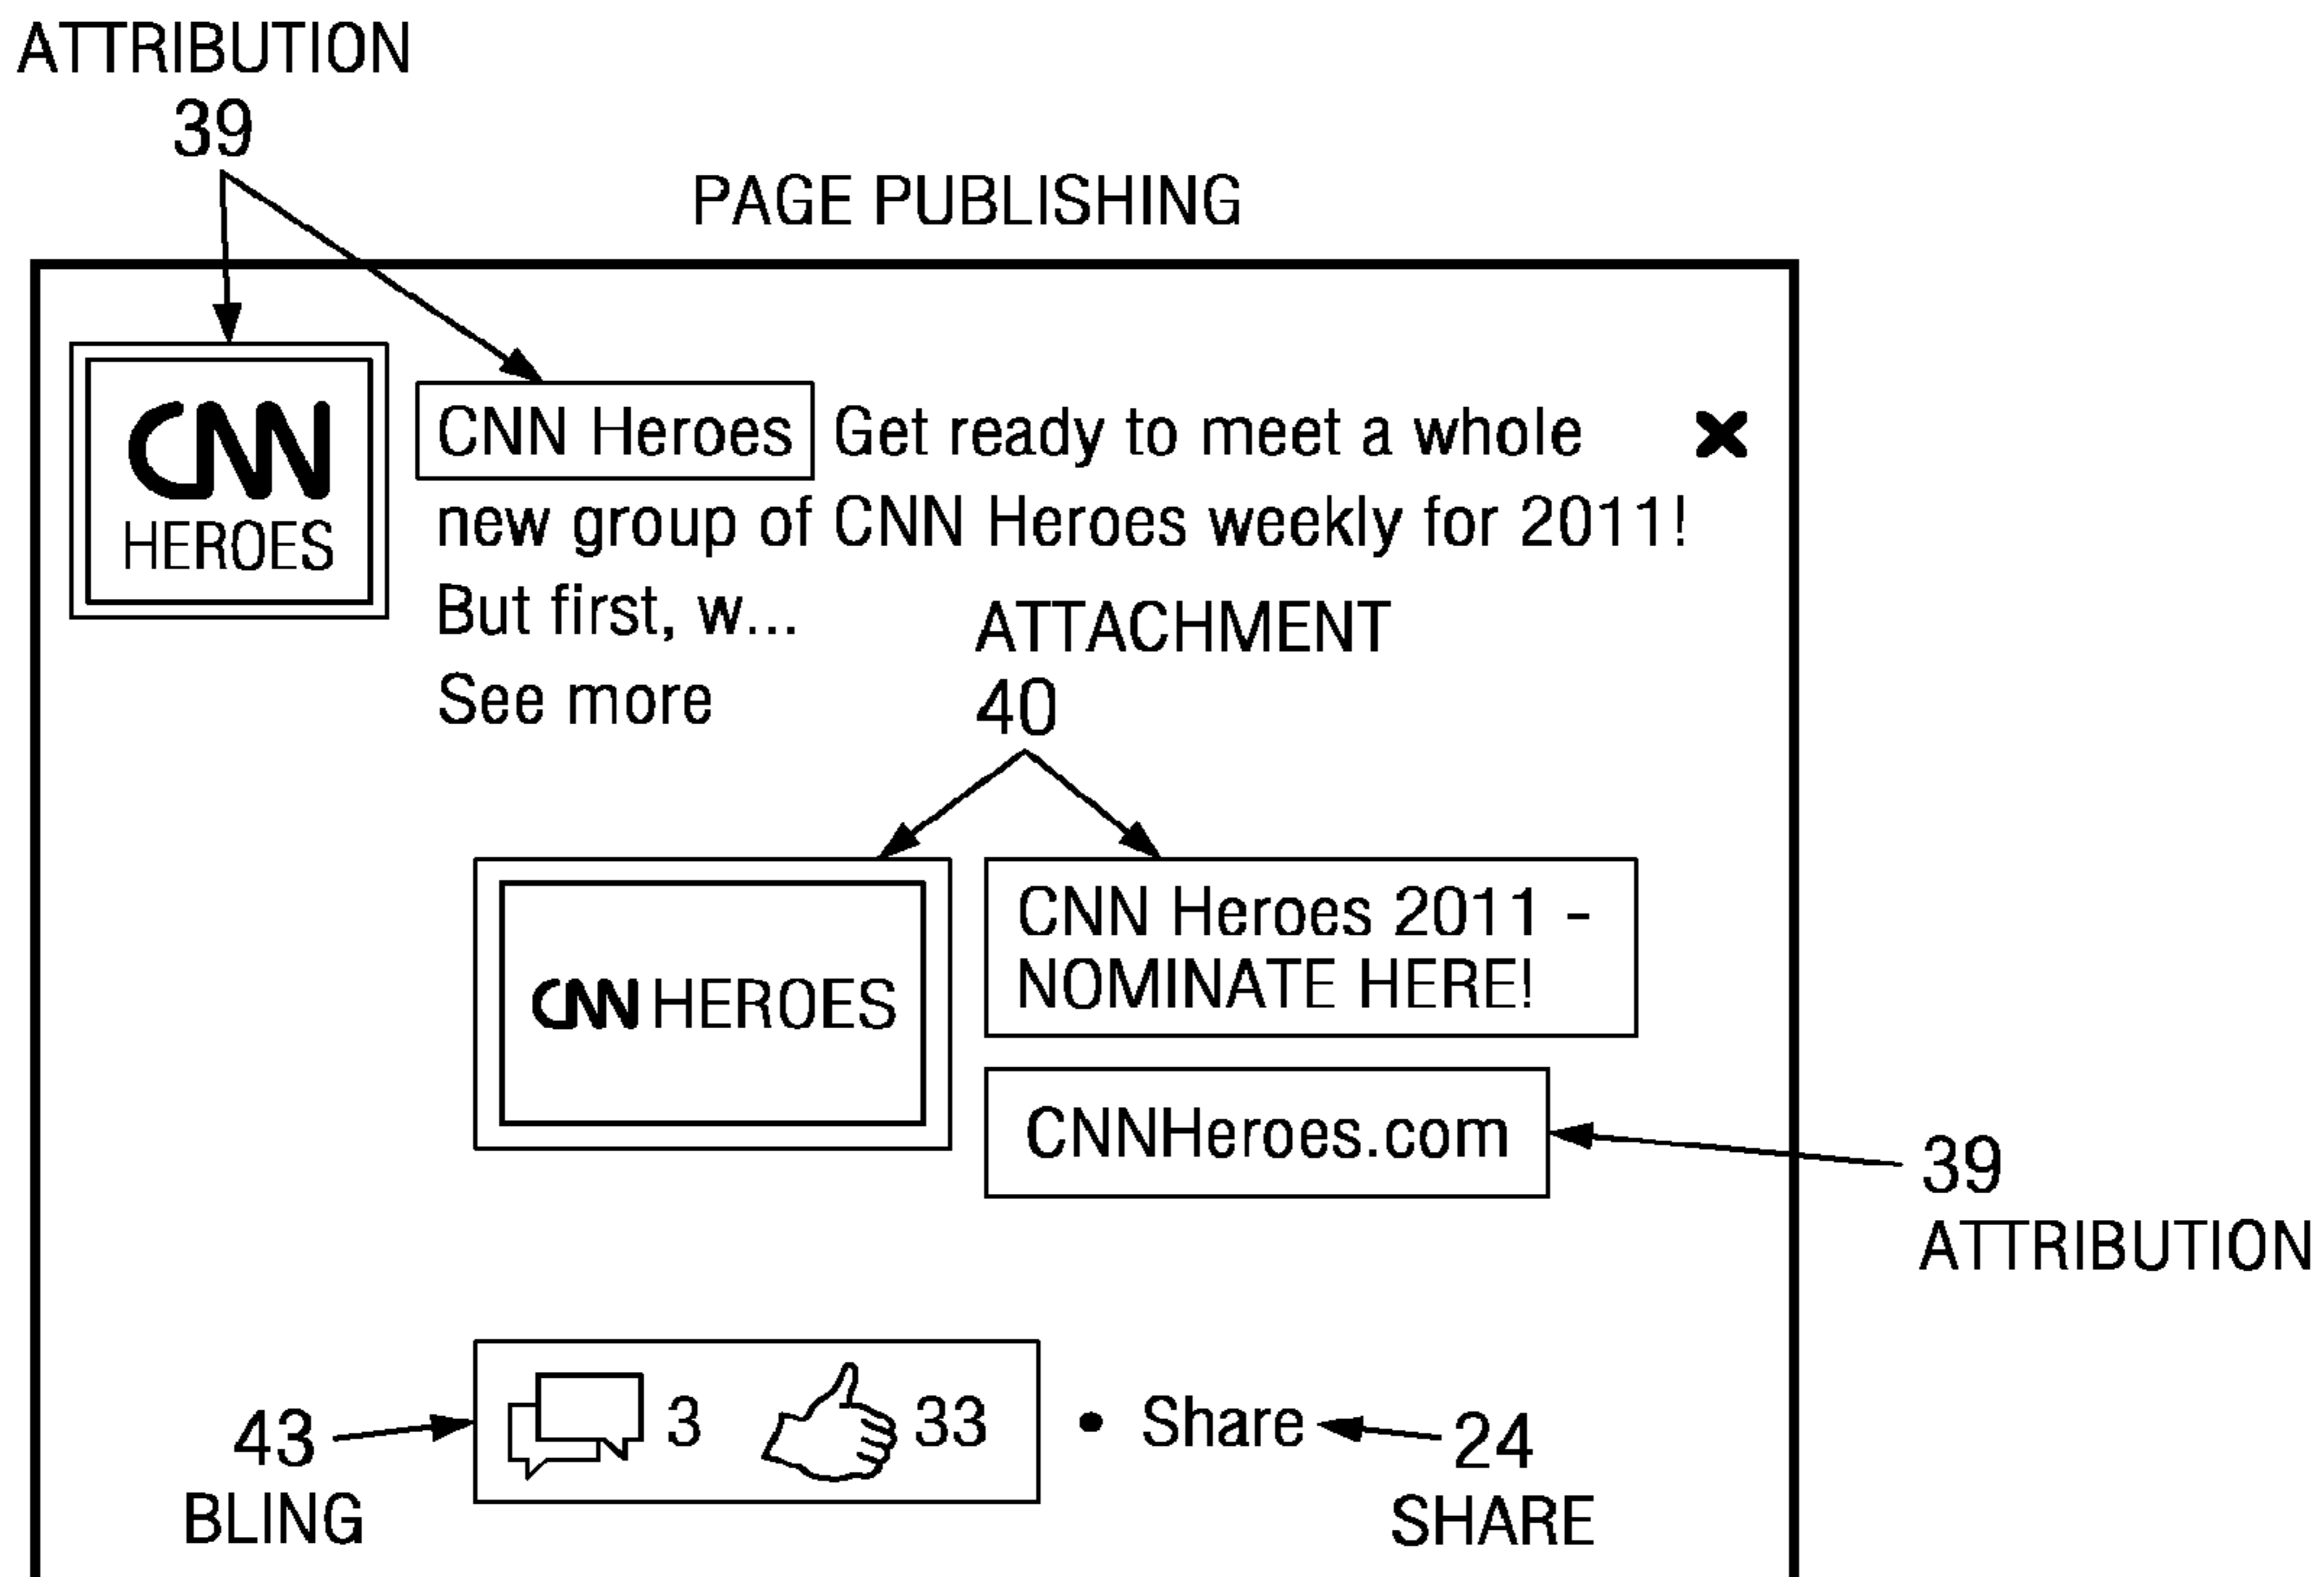 ATTRIBUTION
39
PAGE PUBLISHING
CNN
HEROES
CNN Heroes Get ready to meet a whole
new group of CNN Heroes weekly for 2011!
But first, w...
See more
ATTACHMENT
40
CNN HEROES
CNN Heroes 2011 -
NOMINATE HERE!
CNNHeroes.com
39
ATTRIBUTION
3 33 • Share
43
BLING
24
SHARE